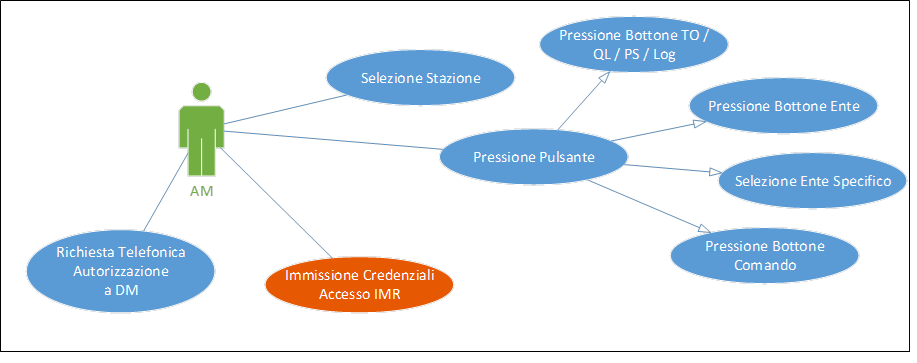 Pressione Bottone TO /
QL / PS / Log
Selezione Stazione
Pressione Bottone Ente
Pressione Pulsante
Selezione Ente Specifico
AM
Richiesta Telefonica
Autorizzazione
a DM
Immissione Credenziali
Accesso IMR
Pressione Bottone
Comando